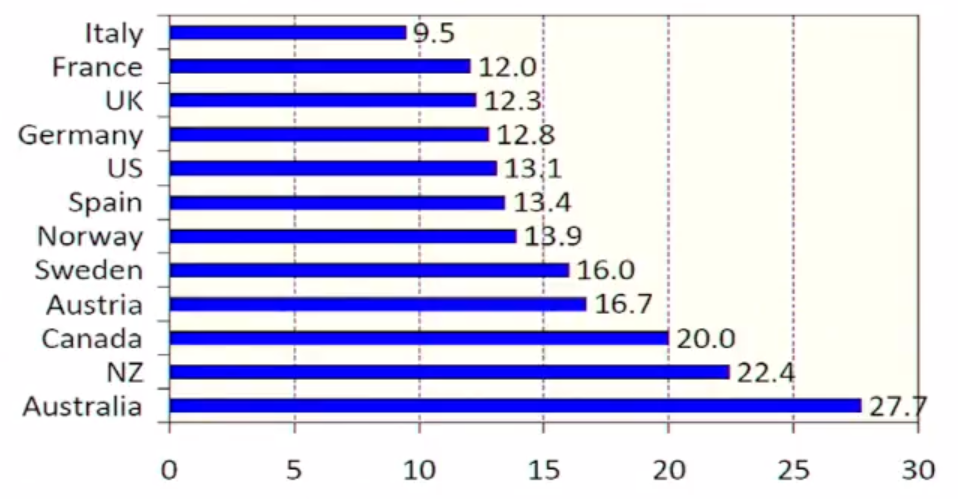 Italy 9.5
France 12.0
UK 12.3
Germany 12.8
US 13.1
Spain 13.4
Norway 13.9
Sweden 16.0
Austria 16.7
Canada 20.0
NZ 22.4
Australia 27.7
0 5 10 15 20 25 30